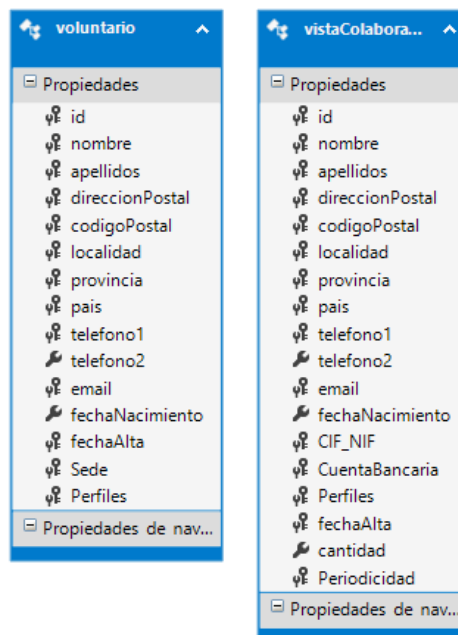 voluntario
Propiedades
id
nombre
apellidos
direccionPostal
codigoPostal
localidad
provincia
pais
telefono1
telefono2
email
fechaNacimiento
fechaAlta
Sede
Perfiles
Propiedades de nav...
vistaColabora...
Propiedades
id
nombre
apellidos
direccionPostal
codigoPostal
localidad
provincia
pais
telefono1
telefono2
email
fechaNacimiento
CIF_NIF
CuentaBancaria
Perfiles
fechaAlta
cantidad
Periodicidad
Propiedades de nav...